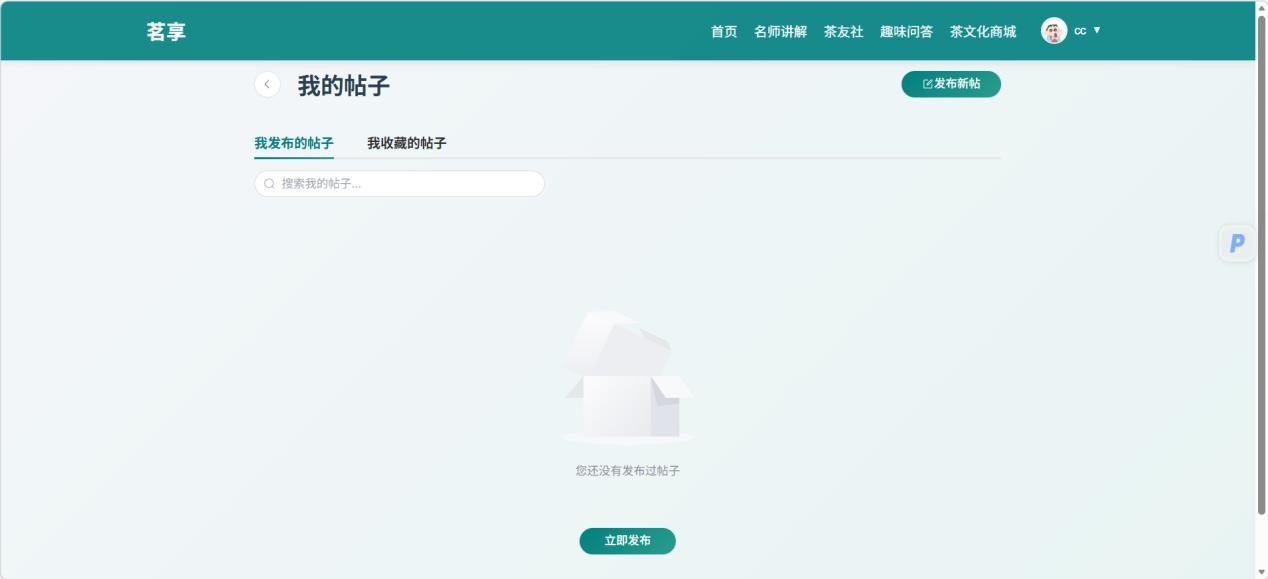 茗享
首页 名师讲解 茶友社 趣味问答 茶文化商城 cc ▼
我的帖子
发布新帖
我发布的帖子 我收藏的帖子
搜索我的帖子...
P
您还没有发布过帖子
立即发布